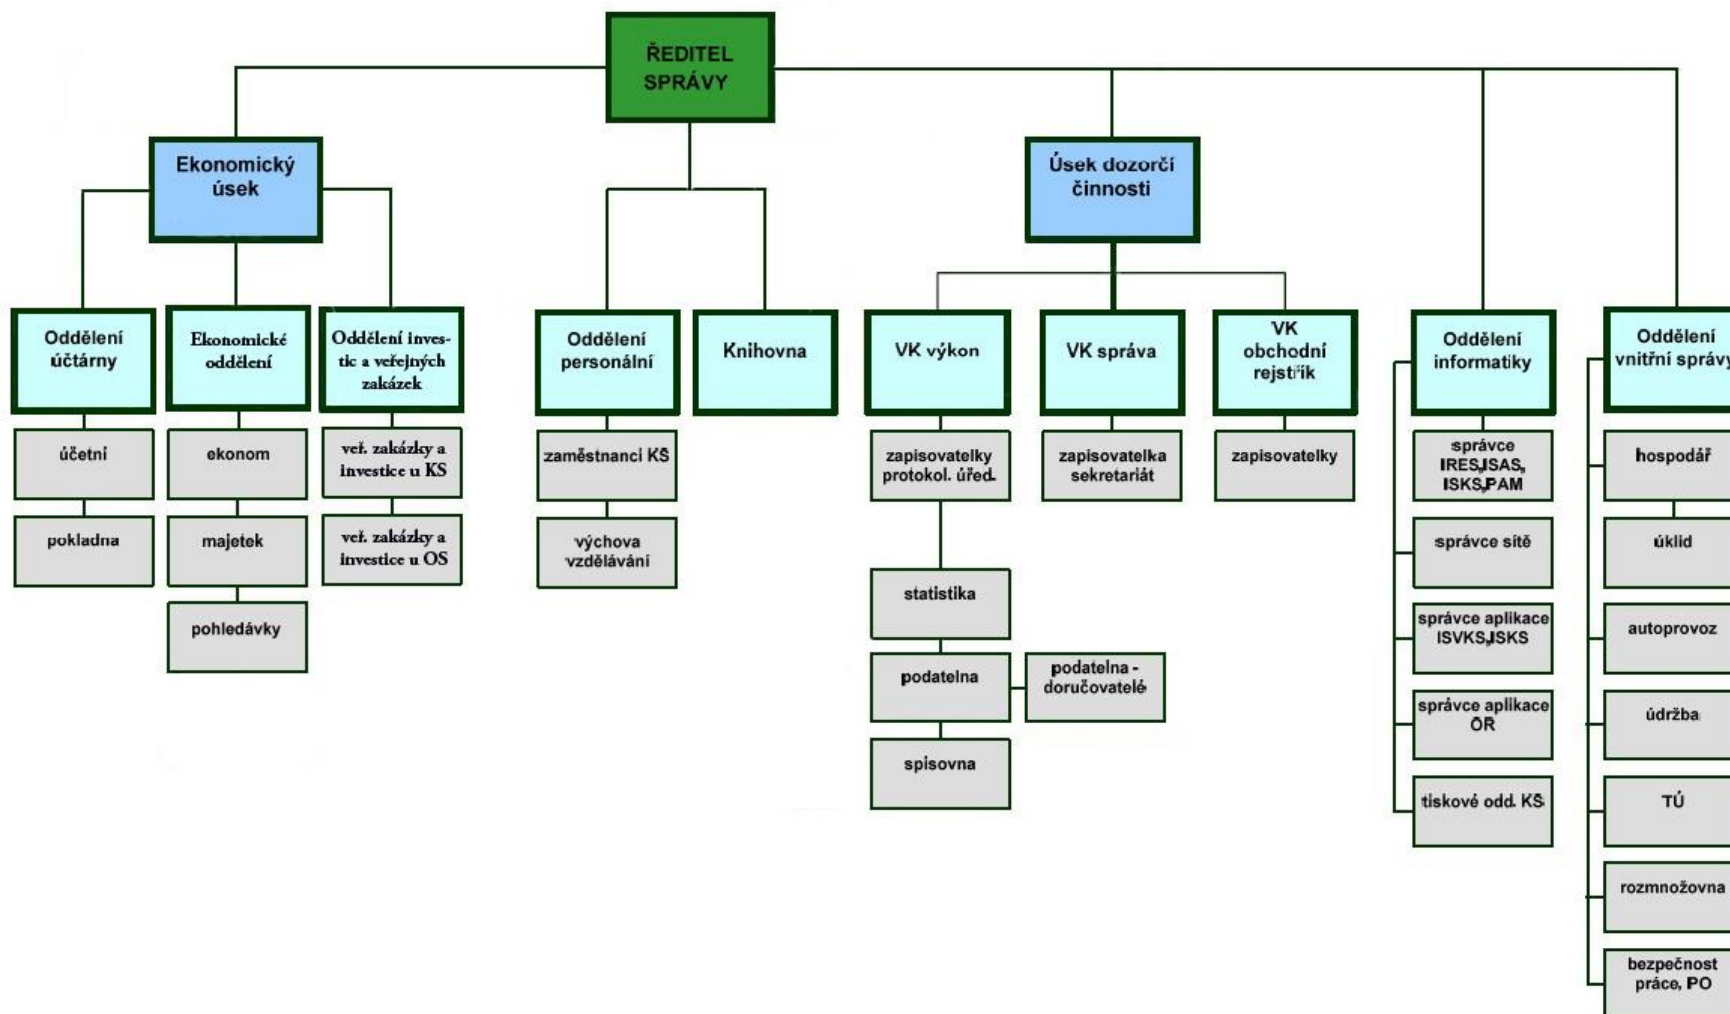 ŘEDITEL
SPRÁVY
Ekonomický
úsek
Úsek dozorčí
činnosti
Oddělení
účtárny
Ekonomické
oddělení
Oddělení inves-
tic a veřejných
zakázek
Oddělení
personální
Knihovna
VK výkon
VK správa
VK
obchodní
rejstřík
Oddělení
informatiky
Oddělení
vnitřní správy
účetní
ekonom
veř. zakázky a
investice u KS
zaměstnanci KS
zapisovatelky
protokol. úřed.
zapisovatelka
sekretariát
zapisovatelky
správce
IRES,ISAS,
ISKS,PAM
hospodář
pokladna
majetek
veř. zakázky a
investice u OS
výchova
vzdělávání
správce sítě
úklid
pohledávky
statistika
správce aplikace
ISVKS,ISKS
autoprovoz
podatelna
podatelna -
doručovatelé
správce aplikace
OR
údržba
spisovna
tiskové odd. KS
TÚ
rozmnožovna
bezpečnost
práce, PO